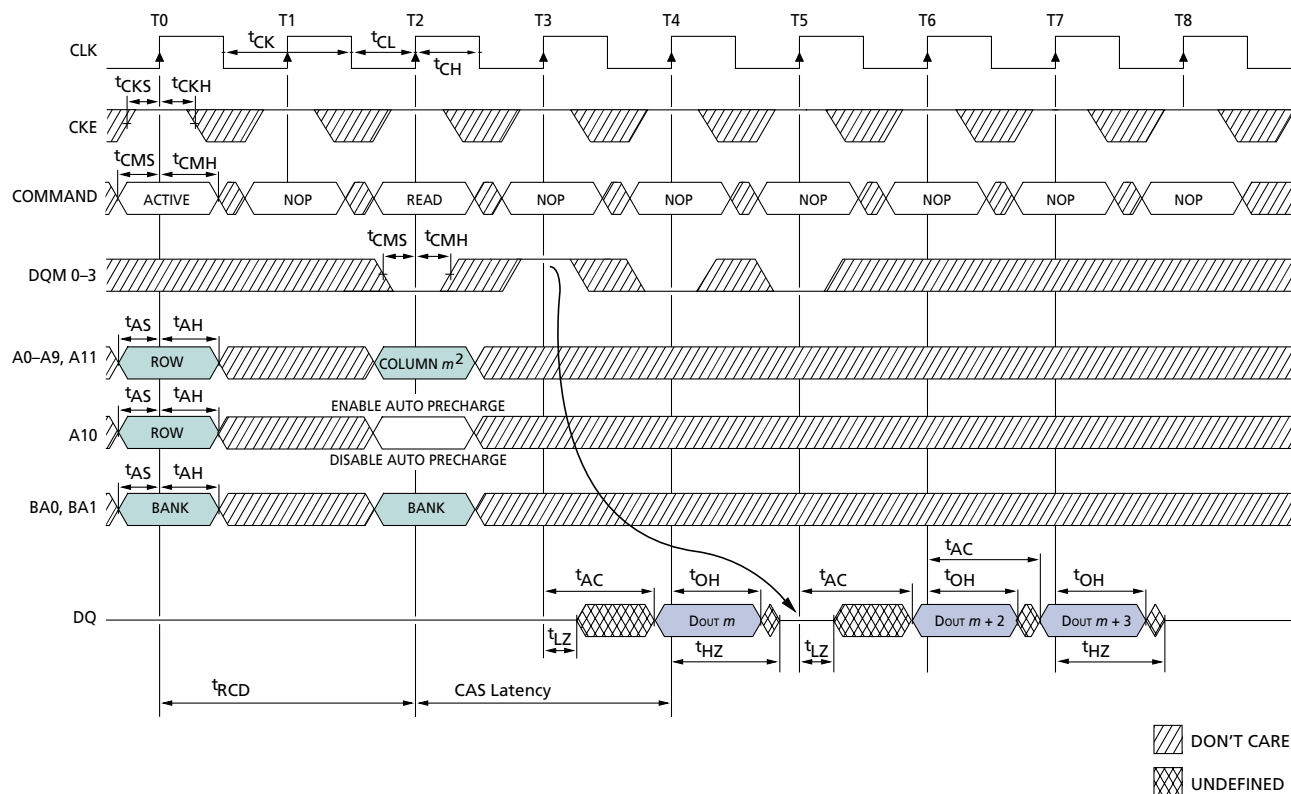 T0 T1 T2 T3 T4 T5 T6 T7 T8
CLK tCK tCL tCH
tCKS tCKH
CKE
tCMS tCMH
COMMAND ACTIVE NOP READ NOP NOP NOP NOP NOP NOP
tCMS tCMH
DQM 0–3
tAS tAH
A0–A9, A11 ROW COLUMN m2
tAS tAH ENABLE AUTO PRECHARGE
A10 ROW
DISABLE AUTO PRECHARGE
tAS tAH
BA0, BA1 BANK BANK
tAC tOH tAC tAC tOH tOH
DQ DOUT m DOUT m + 2 DOUT m + 3
tLZ tHZ tLZ tHZ
tRCD CAS Latency
DON'T CARE
UNDEFINED